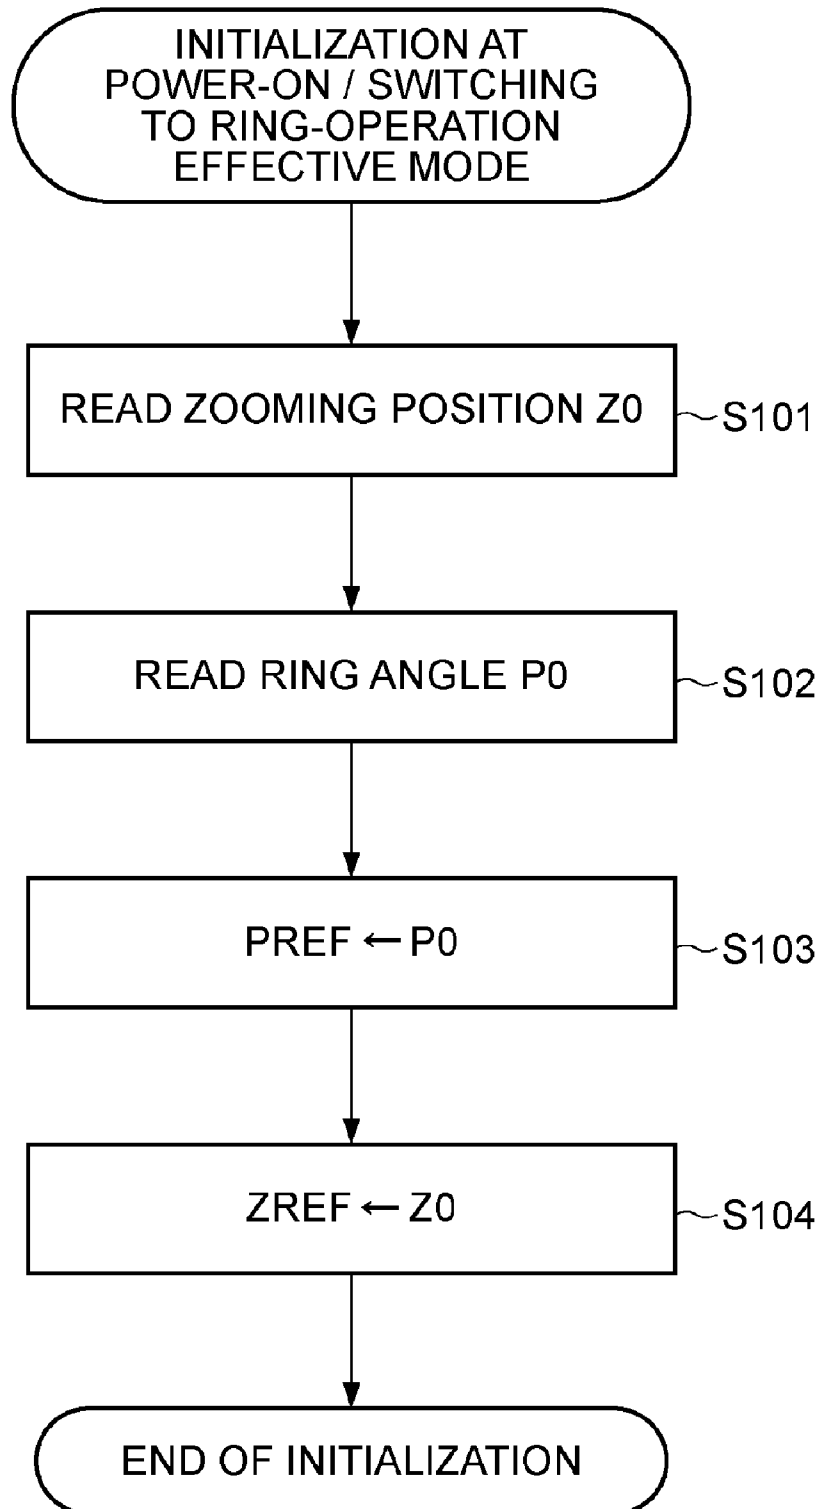 INITIALIZATION AT
POWER-ON / SWITCHING
TO RING-OPERATION
EFFECTIVE MODE
READ ZOOMING POSITION Z0
S101
READ RING ANGLE P0
S102
PREF ← P0
S103
ZREF ← Z0
S104
END OF INITIALIZATION